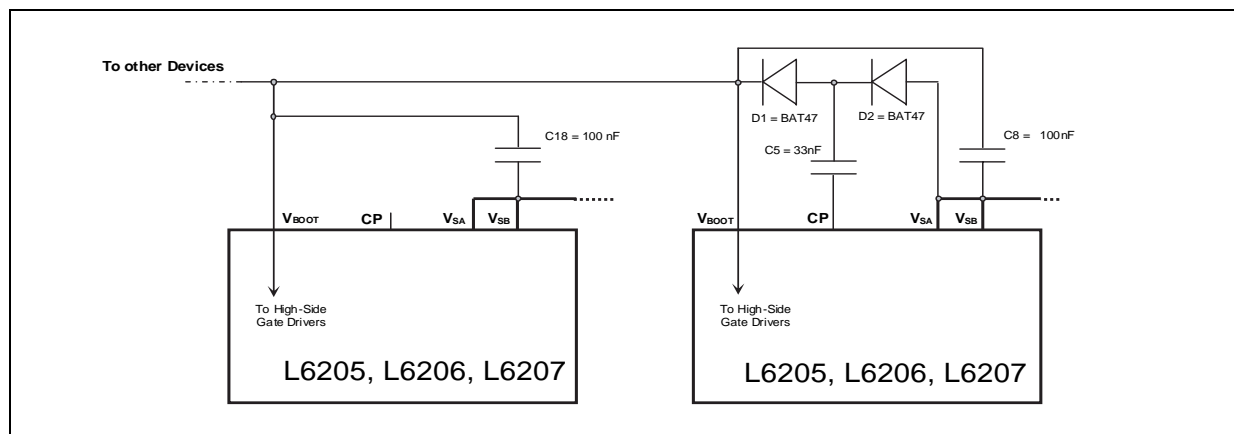 To other Devices
D1 = BAT47
D2 = BAT47
C18 = 100 nF
C8 = 100nF
C5 = 33nF
VBOOT
CP
VSA
VSB
VBOOT
CP
VSA
VSB
To High-Side
Gate Drivers
To High-Side
Gate Drivers
L6205, L6206, L6207
L6205, L6206, L6207